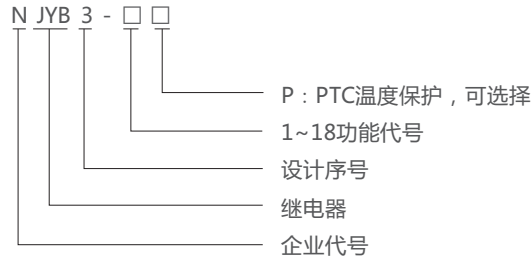 N JYB 3 - □ □
P：PTC温度保护，可选择
1~18功能代号
设计序号
继电器
企业代号